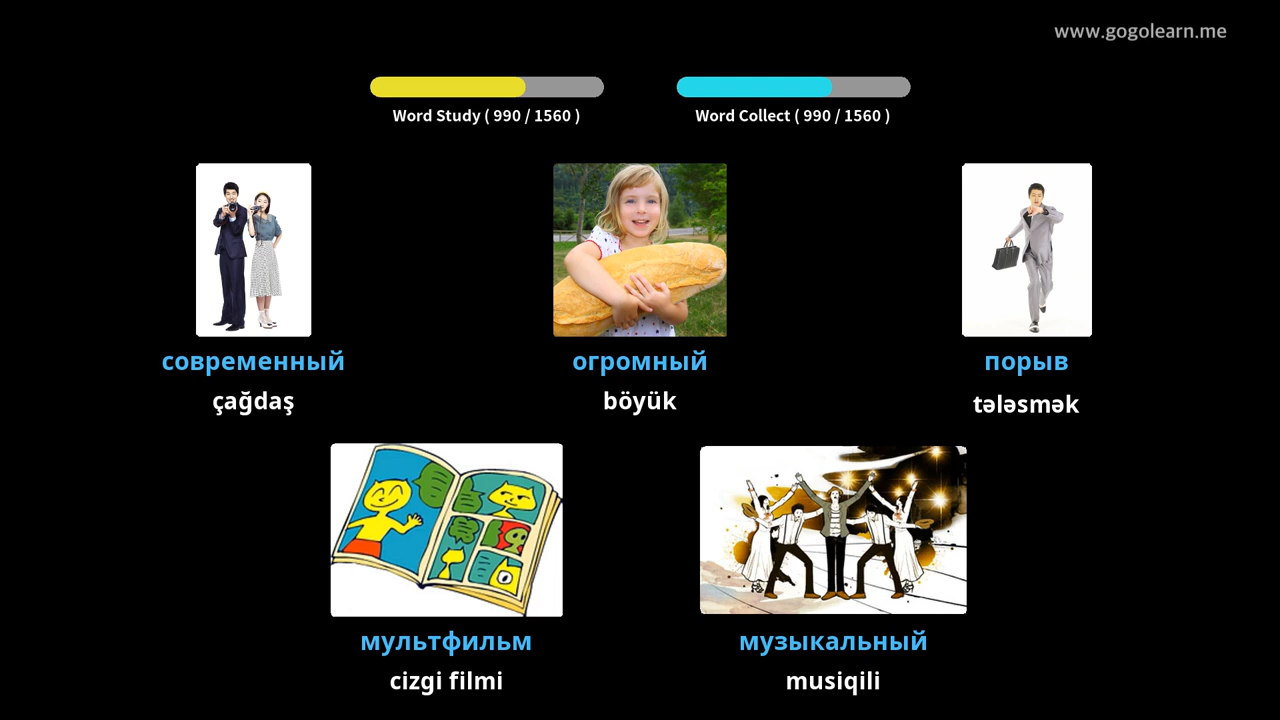 www.gogolearn.me
Word Study ( 990 / 1560 )
Word Collect ( 990 / 1560 )
современный
огромный
порыв
çağdaş
böyük
tələsmək
мультфильм
музыкальный
cizgi filmi
musiqili